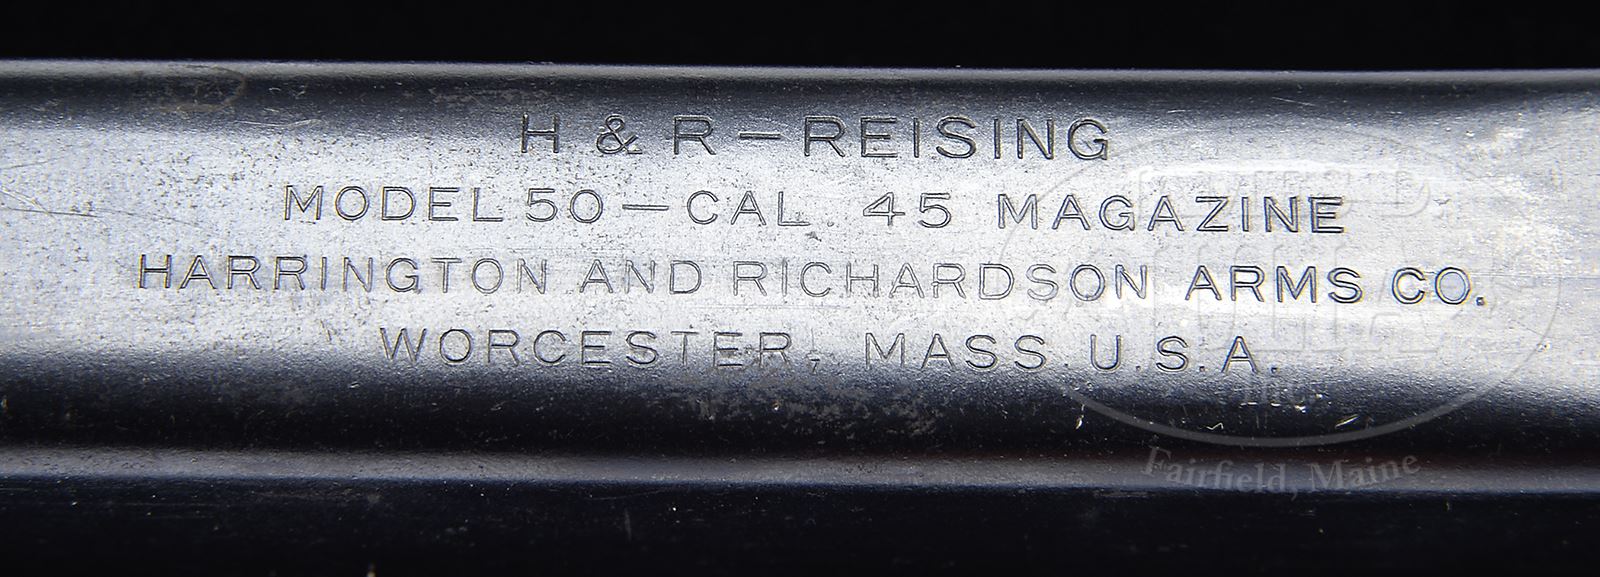 H & R — REISING
MODEL 50 — CAL. 45 MAGAZINE
HARRINGTON AND RICHARDSON ARMS CO.
WORCESTER, MASS. U.S.A.
Fairfield, Maine